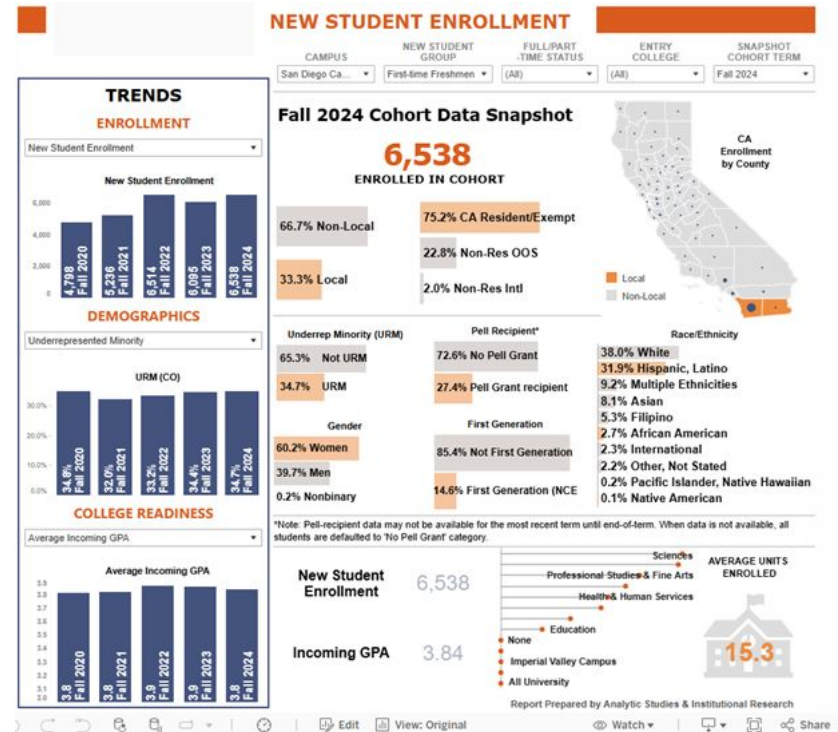 NEW STUDENT ENROLLMENT
CAMPUS
San Diego Ca...
NEW STUDENT
GROUP
First-time Freshmen
FULL/PART
-TIME STATUS
(All)
ENTRY
COLLEGE
(All)
SNAPSHOT
COHORT TERM
Fall 2024
TRENDS
ENROLLMENT
New Student Enrollment
New Student Enrollment
6,000
4,000
2,000
0
4,798
Fall 2020
5,236
Fall 2021
6,514
Fall 2022
6,095
Fall 2023
6,538
Fall 2024
DEMOGRAPHICS
Underrepresented Minority
URM (CO)
30.0%
20.0%
10.0%
0.0%
34.8%
Fall 2020
32.0%
Fall 2021
33.2%
Fall 2022
34.4%
Fall 2023
34.7%
Fall 2024
COLLEGE READINESS
Average Incoming GPA
Average Incoming GPA
3.9
3.8
3.7
3.6
3.5
3.4
3.3
3.2
3.1
3.0
3.8
Fall 2020
3.8
Fall 2021
3.9
Fall 2022
3.9
Fall 2023
3.8
Fall 2024
Fall 2024 Cohort Data Snapshot
6,538
ENROLLED IN COHORT
66.7% Non-Local
33.3% Local
75.2% CA Resident/Exempt
22.8% Non-Res OOS
2.0% Non-Res Intl
CA
Enrollment
by County
Local
Non-Local
Underrep Minority (URM)
65.3% Not URM
34.7% URM
Pell Recipient*
72.6% No Pell Grant
27.4% Pell Grant recipient
Gender
60.2% Women
39.7% Men
0.2% Nonbinary
First Generation
85.4% Not First Generation
14.6% First Generation (NCE
Race/Ethnicity
38.0% White
31.9% Hispanic, Latino
9.2% Multiple Ethnicities
8.1% Asian
5.3% Filipino
2.7% African American
2.3% International
2.2% Other, Not Stated
0.2% Pacific Islander, Native Hawaiian
0.1% Native American
*Note: Pell-recipient data may not be available for the most recent term until end-of-term. When data is not available, all
students are defaulted to 'No Pell Grant' category.
New Student
Enrollment
6,538
Incoming GPA
3.84
Sciences
Professional Studies & Fine Arts
Health & Human Services
Education
None
Imperial Valley Campus
All University
AVERAGE UNITS
ENROLLED
15.3
Report Prepared by Analytic Studies & Institutional Research
Edit
View: Original
Watch
Share